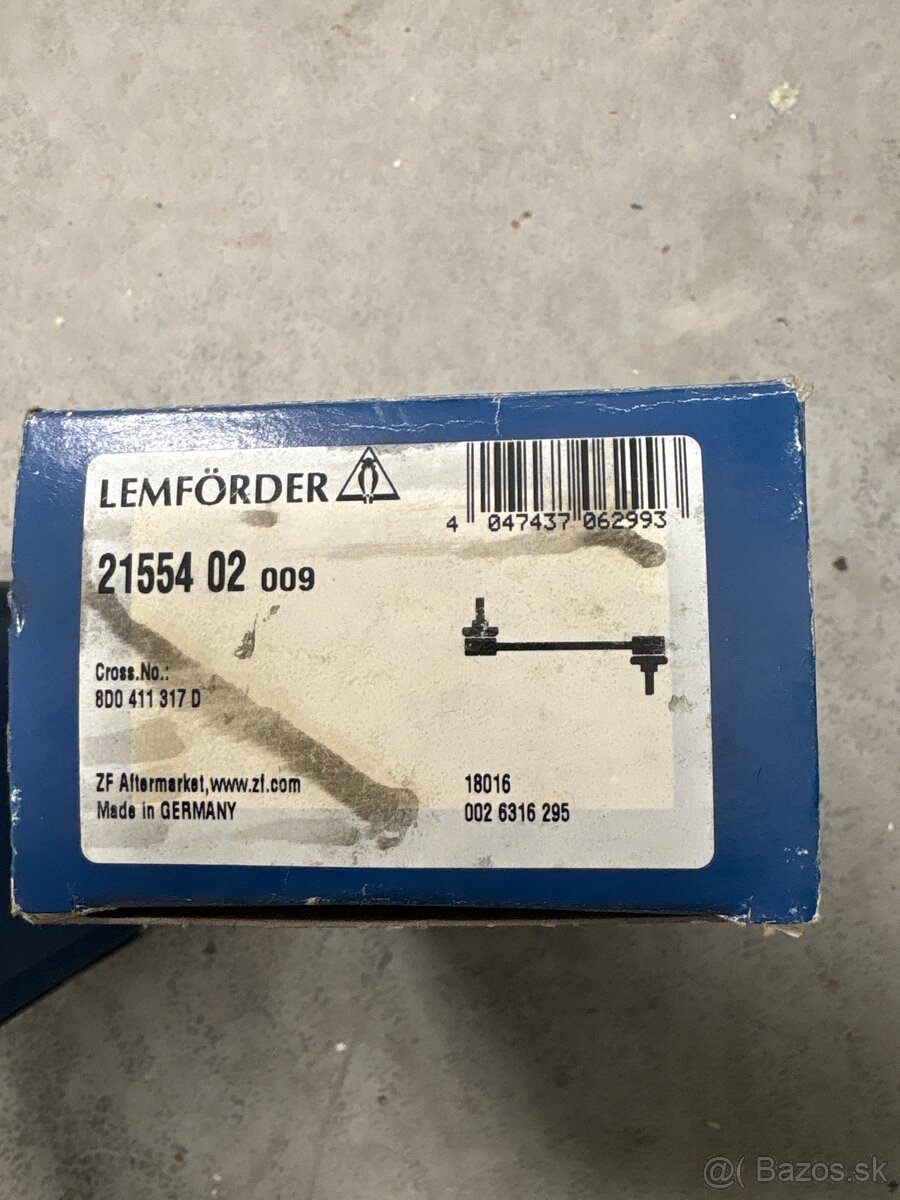 LEMFÖRDER
4 047437 062993
21554 02 009
Cross.No.:
8D0 411 317 D
ZF Aftermarket,www.zf.com
Made in GERMANY
18016
002 6316 295
@( Bazos.sk